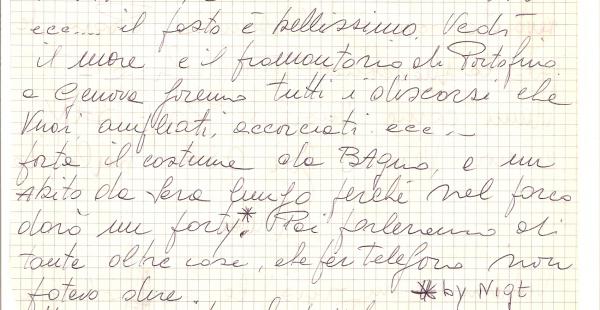 ecc.... il posto è bellissimo. Vedi
il mare e il promontorio di Portofino
a Genova faremo tutti i discorsi che
Vuoi, ampliati, accorciati ecc...
porta il costume da BAgno, e un
Abito da sera lungo perché nel parco
darò un party.* Poi parleremo di
tante altre cose, che per telefono non
potevo dire.
* by Nigt